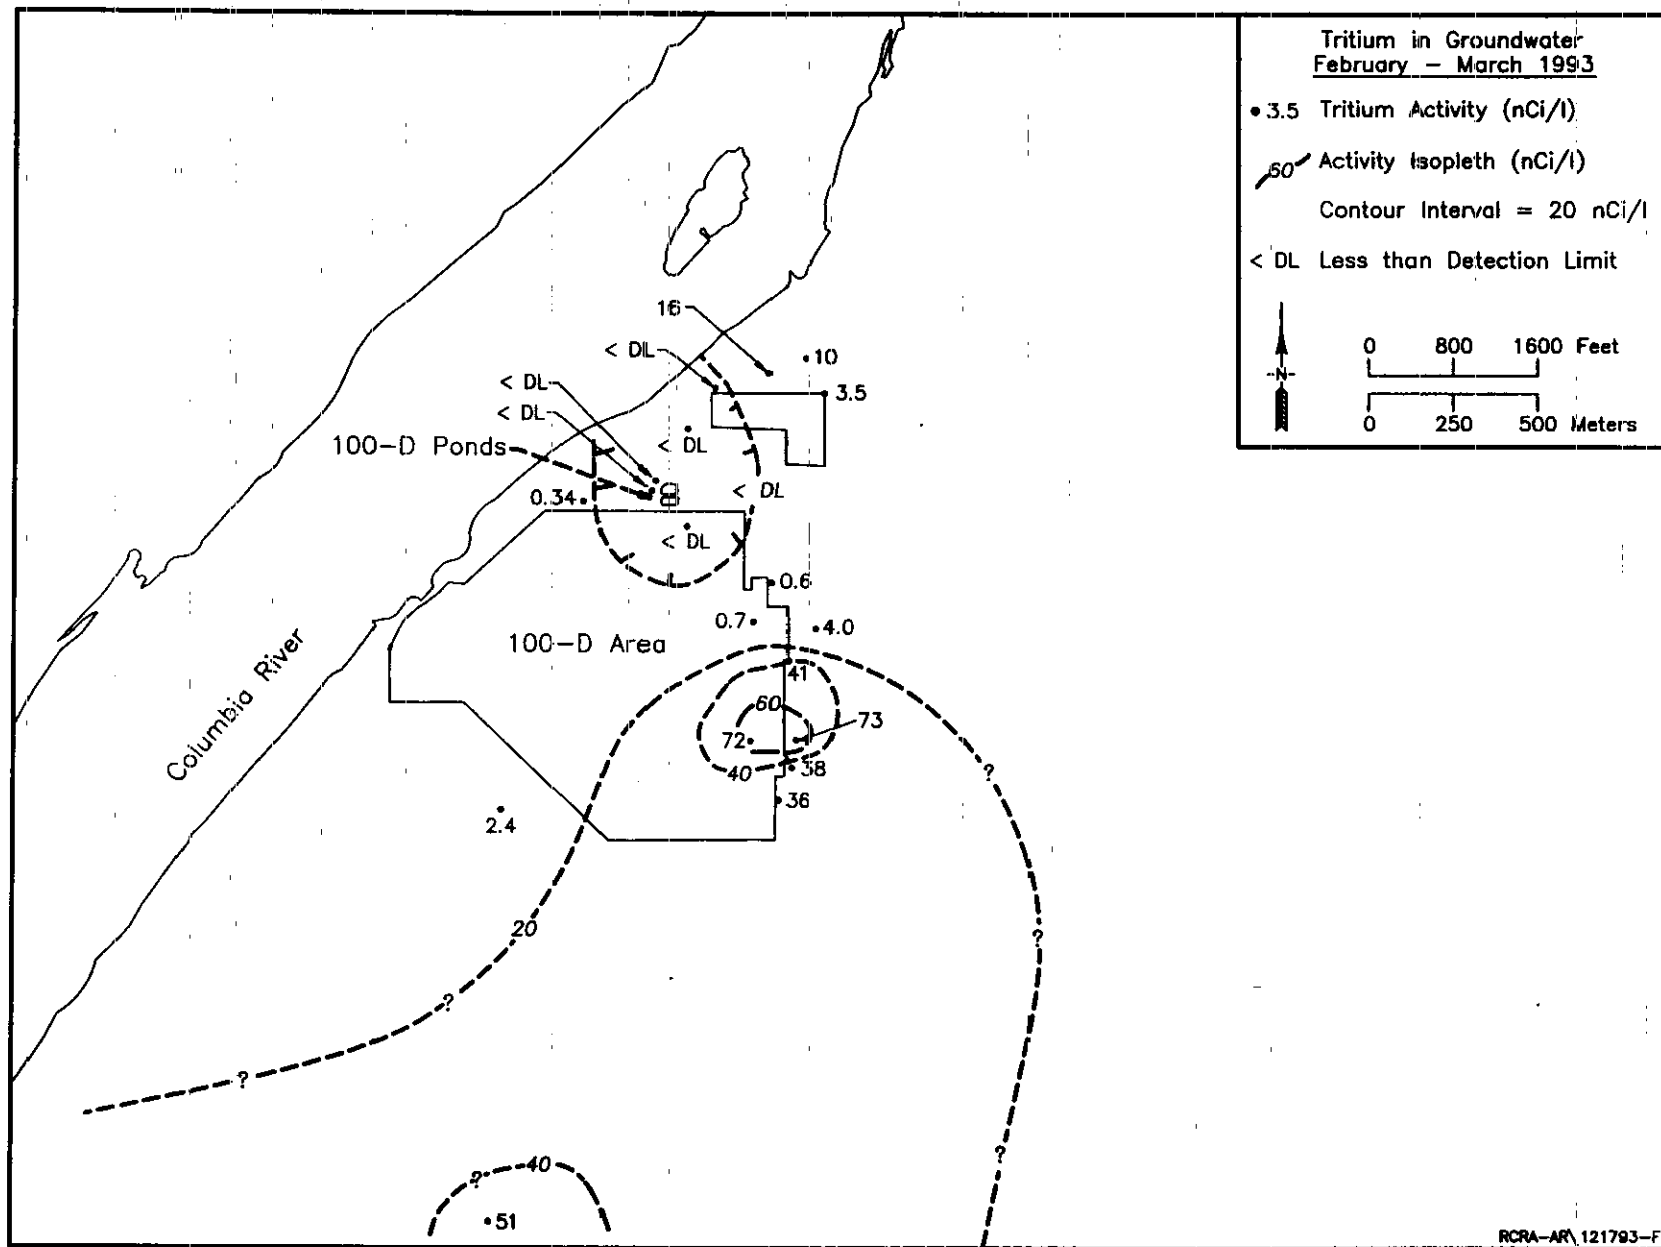 Tritium in Groundwater
February – March 1993
3.5 Tritium Activity (nCi/l)
60 Activity Isopleth (nCi/l)
Contour Interval = 20 nCi/l
< DL Less than Detection Limit
0 800 1600 Feet
-N-
0 250 500 Meters
16
< DL
10
3.5
< DL
< DL
100-D Ponds
< DL
0.34
< DL
< DL
0.6
0.7
4.0
100-D Area
41
60
73
72
40
38
36
Columbia River
?
2.4
20
?
?
?
?
40
?
51
RCRA-AR\121793-F